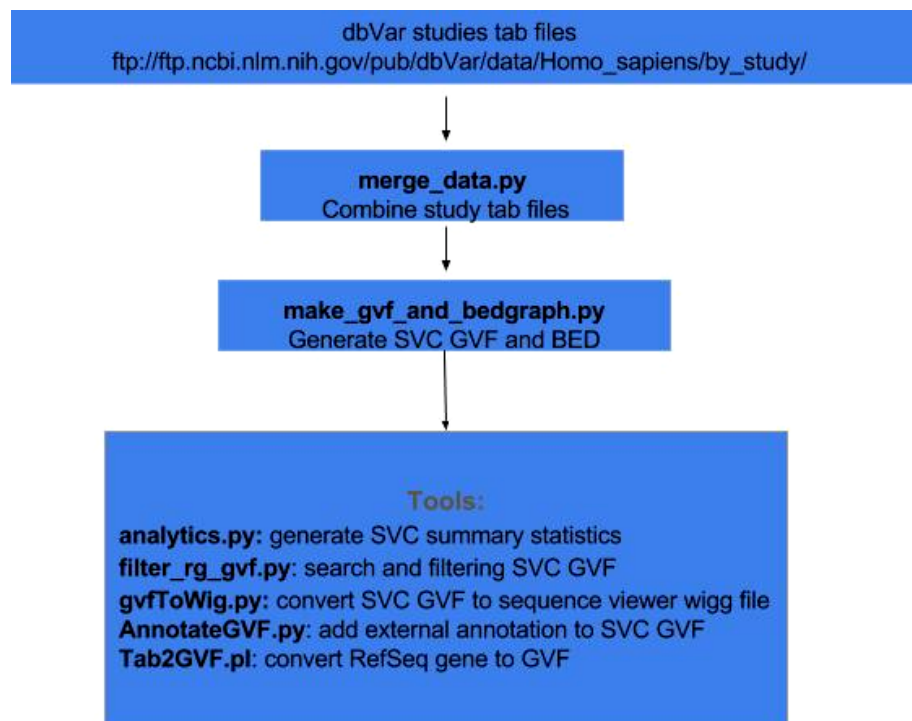 dbVar studies tab files
ftp://ftp.ncbi.nlm.nih.gov/pub/dbVar/data/Homo_sapiens/by_study/
merge_data.py
Combine study tab files
make_gvf_and_bedgraph.py
Generate SVC GVF and BED
Tools:
analytics.py: generate SVC summary statistics
filter_rg_gvf.py: search and filtering SVC GVF
gvfToWig.py: convert SVC GVF to sequence viewer wigg file
AnnotateGVF.py: add external annotation to SVC GVF
Tab2GVF.pl: convert RefSeq gene to GVF